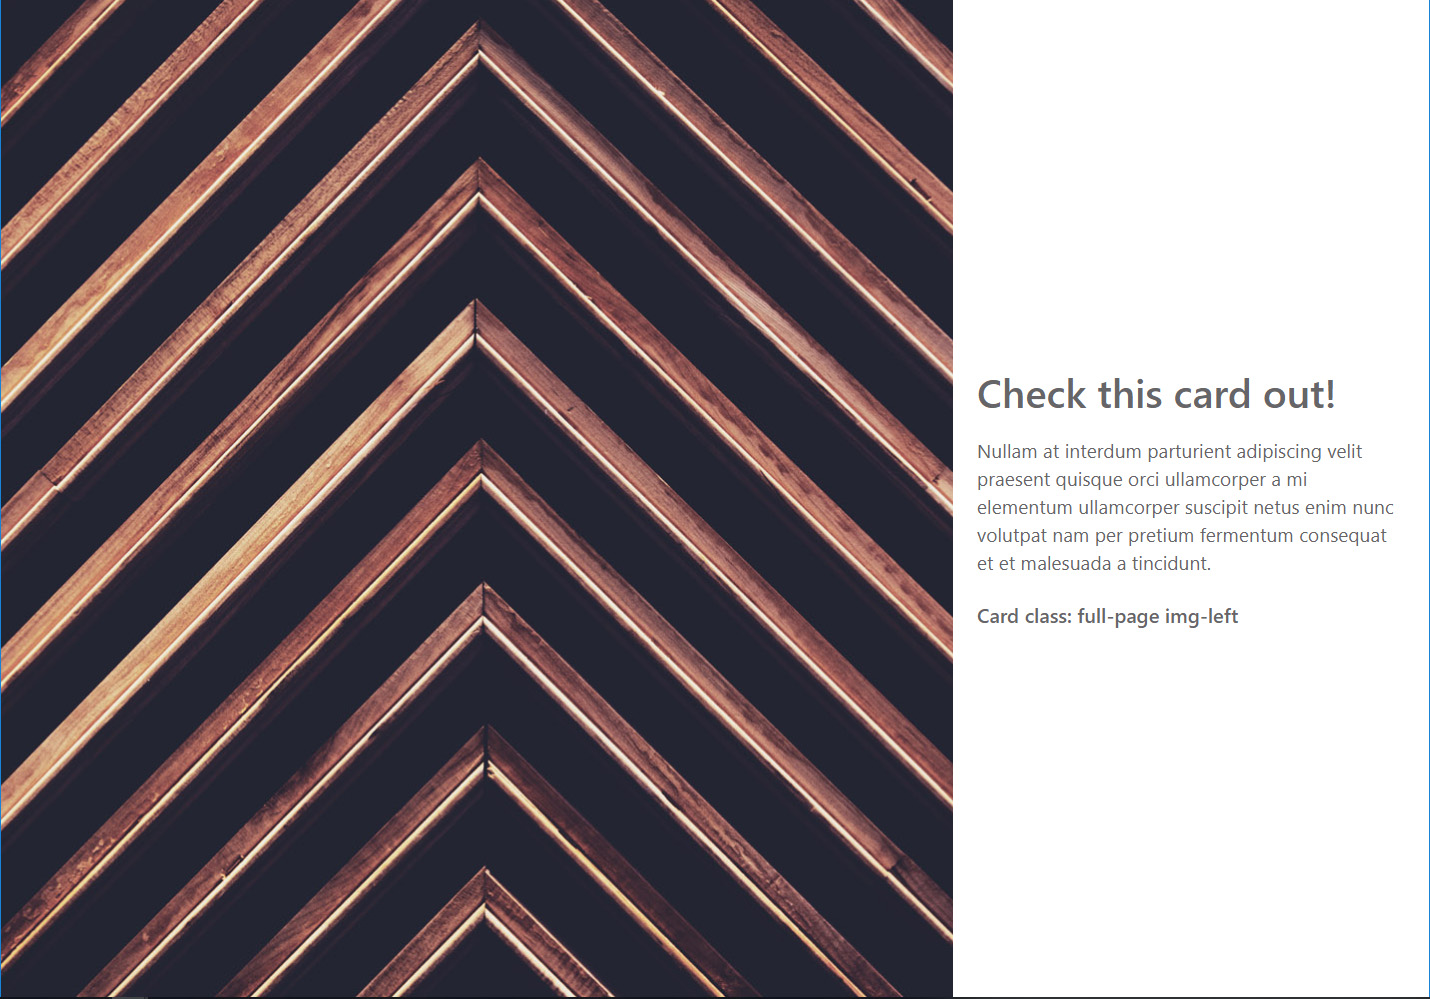 Check this card out!
Nullam at interdum parturient adipiscing velit
praesent quisque orci ullamcorper a mi
elementum ullamcorper suscipit netus enim nunc
volutpat nam per pretium fermentum consequat
et et malesuada a tincidunt.
Card class: full-page img-left